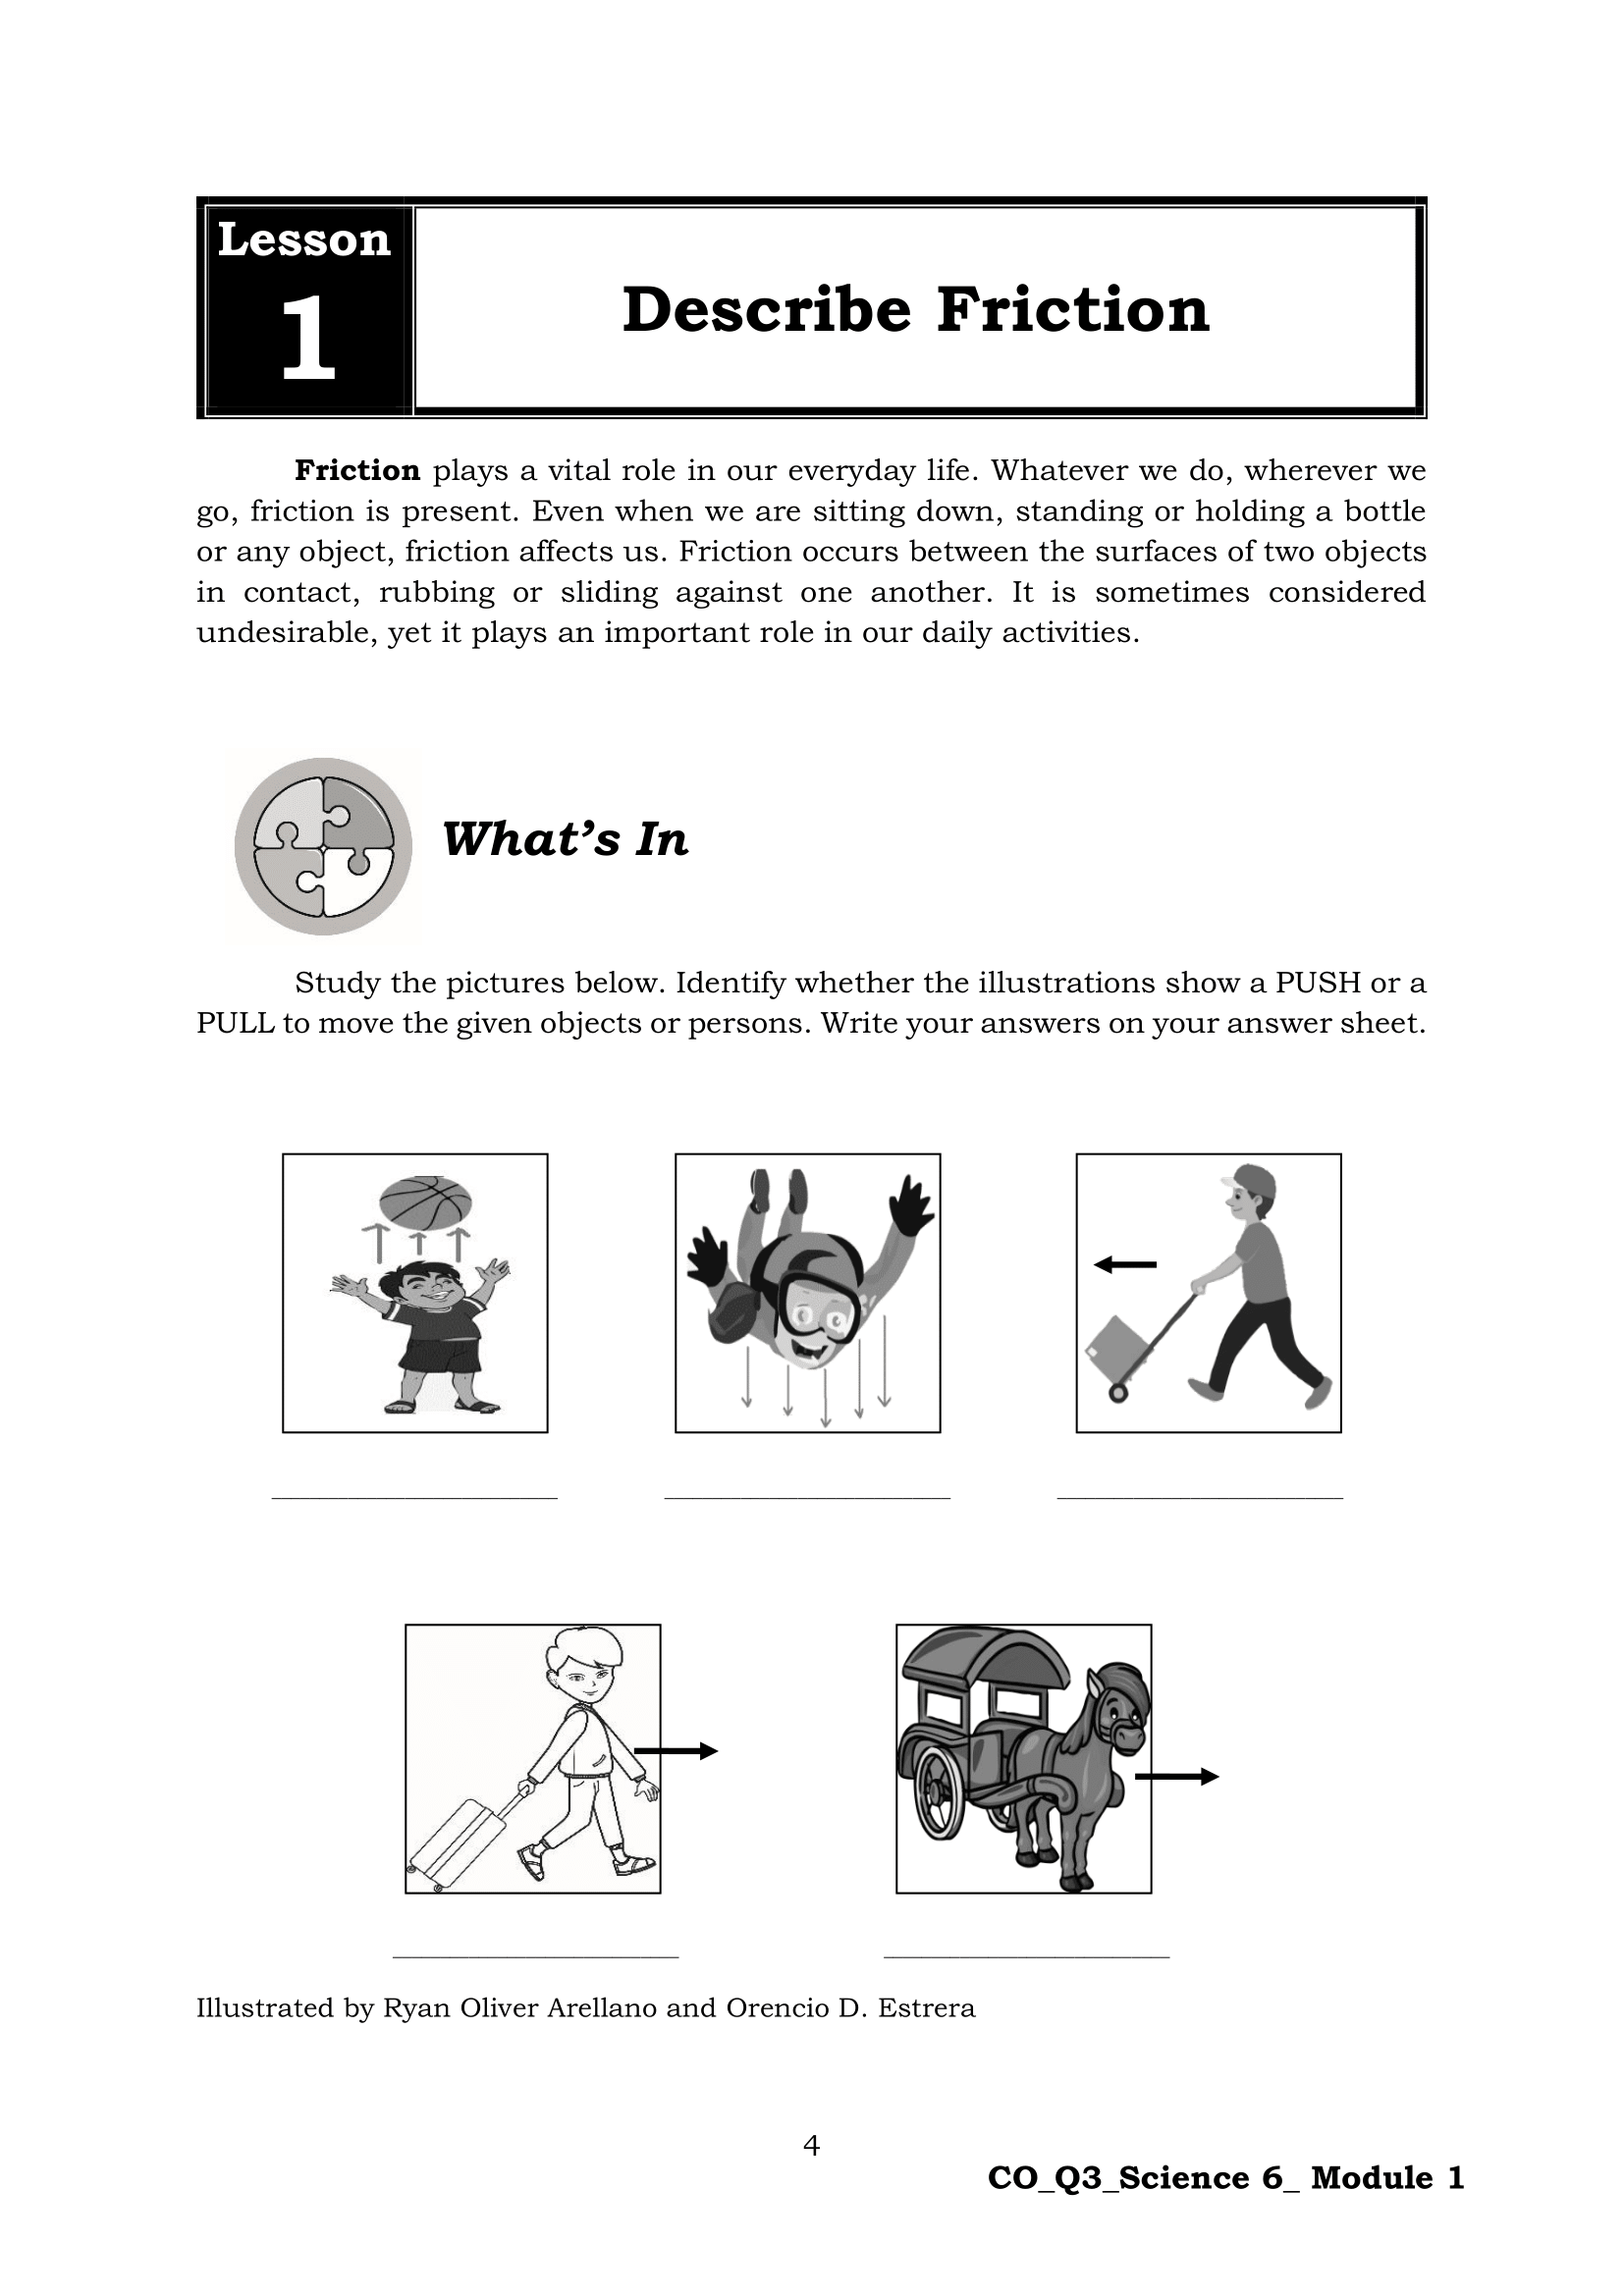 Lesson
1
Describe Friction
Friction plays a vital role in our everyday life. Whatever we do, wherever we
go, friction is present. Even when we are sitting down, standing or holding a bottle
or any object, friction affects us. Friction occurs between the surfaces of two objects
in contact, rubbing or sliding against one another. It is sometimes considered
undesirable, yet it plays an important role in our daily activities.
What's In
Study the pictures below. Identify whether the illustrations show a PUSH or a
PULL to move the given objects or persons. Write your answers on your answer sheet.
Illustrated by Ryan Oliver Arellano and Orencio D. Estrera
4
CO_Q3_Science 6_ Module 1